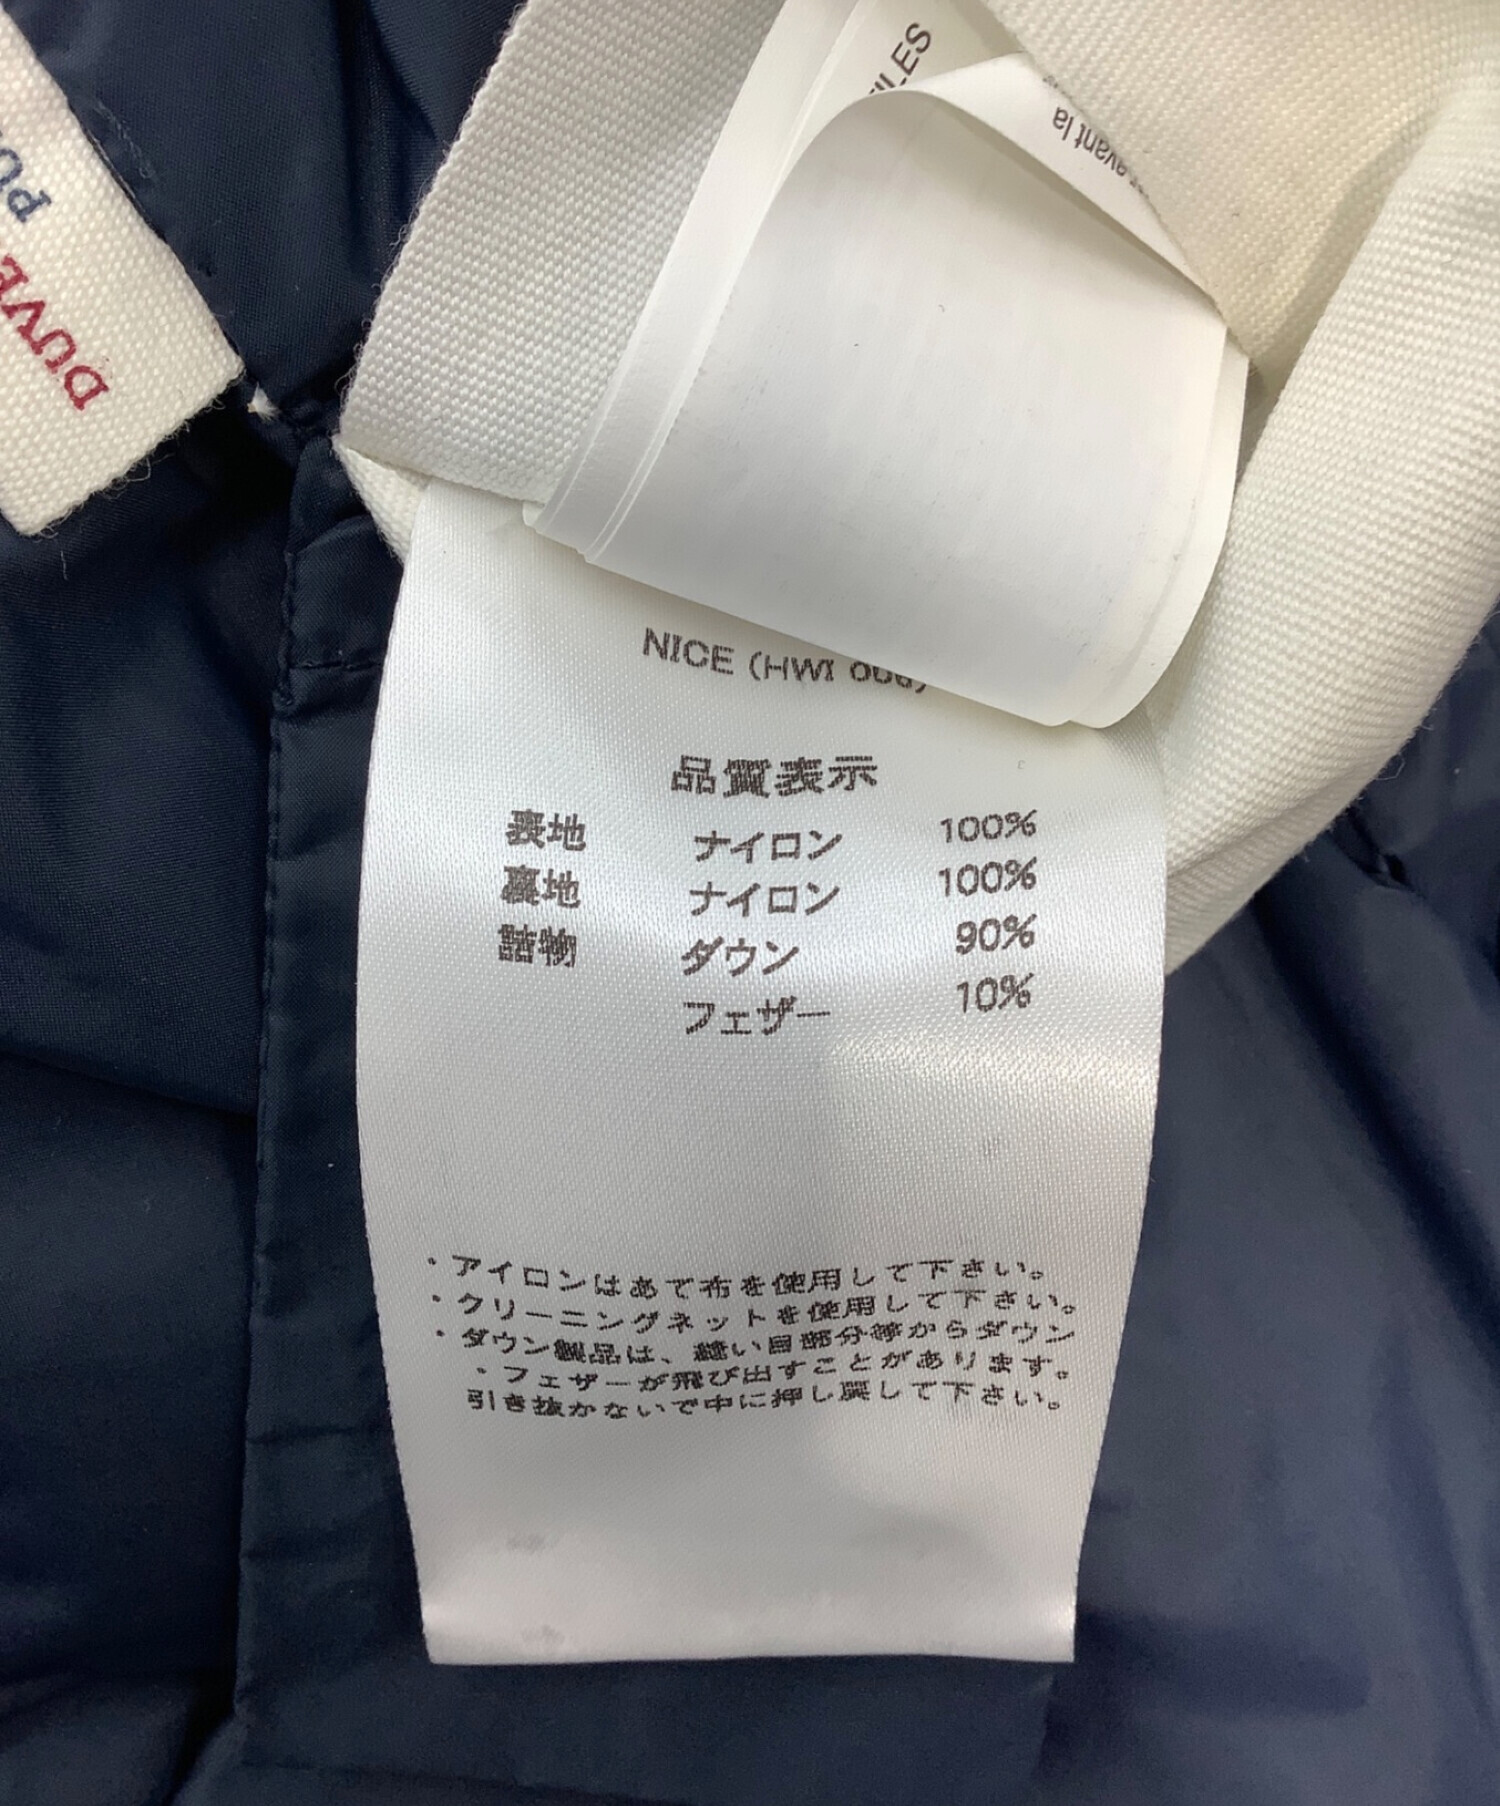 DUVE
PU
ILES
avant la
NICE (HWI 006)
品質表示
表地 ナイロン 100%
裏地 ナイロン 100%
詰物 ダウン 90%
フェザー 10%
・アイロンはあて布を使用して下さい。
・クリーニングネットを使用して下さい。
・ダウン製品は、縫い目部分等からダウン
・フェザーが飛び出すことがあります。
引き抜かないで中に押し戻して下さい。